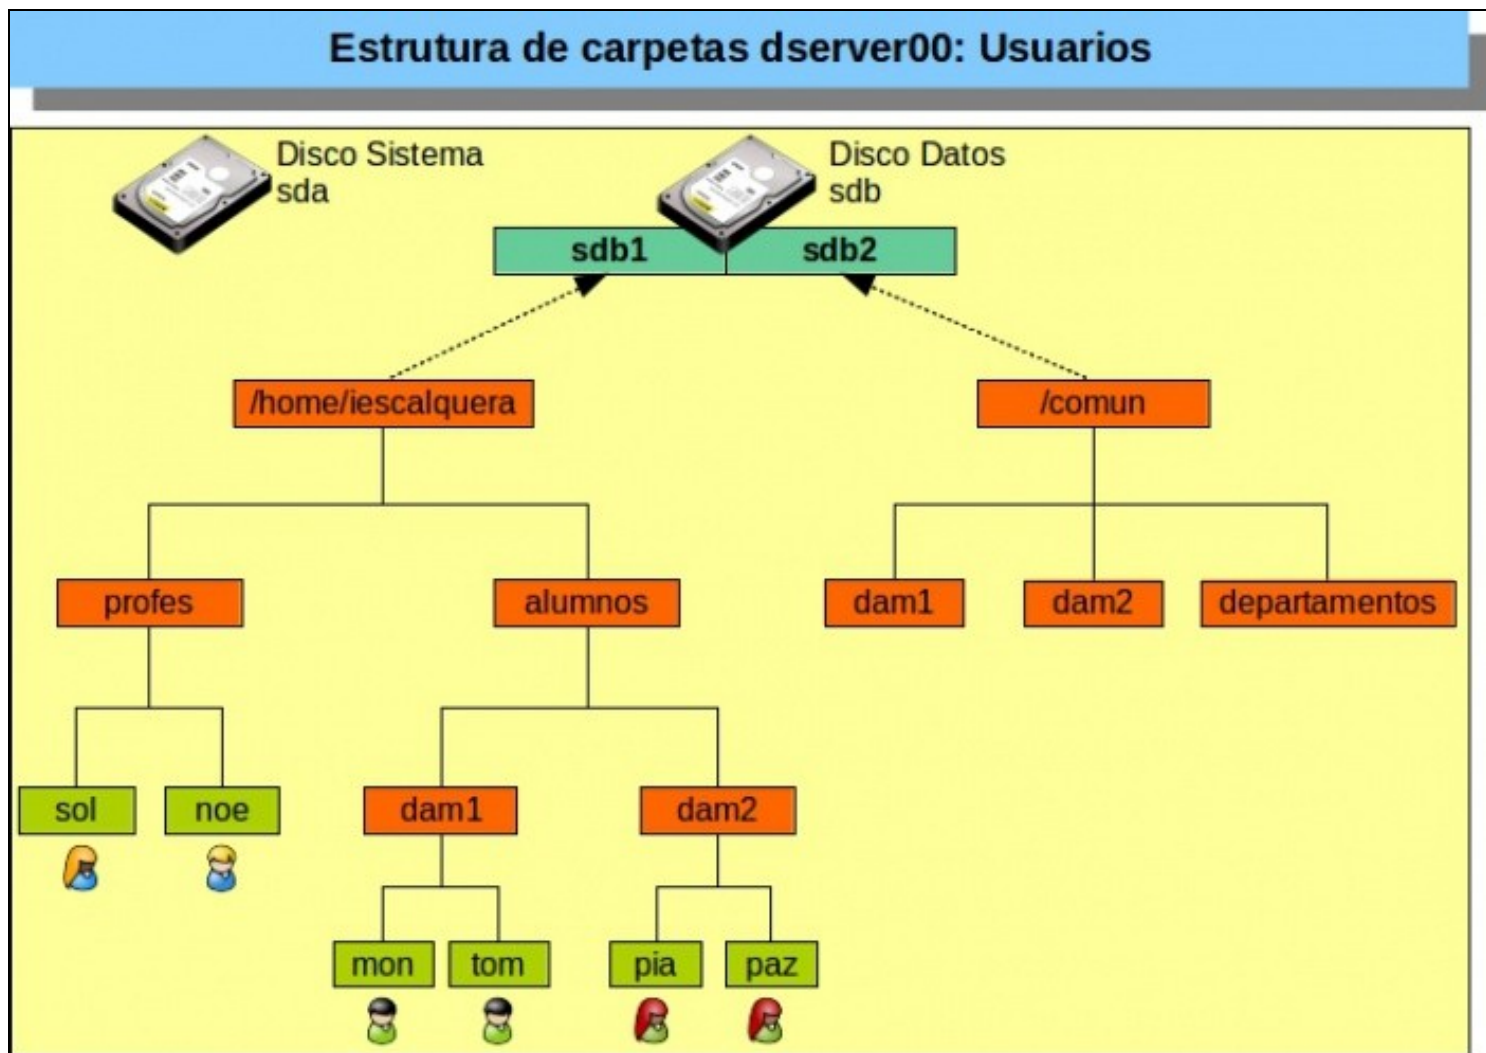 Estrutura de carpetas dserver00: Usuarios
Disco Sistema
sda
Disco Datos
sdb
sdb1
sdb2
/home/iescalquera
/comun
profes
alumnos
dam1
dam2
departamentos
sol
noe
dam1
dam2
mon
tom
pia
paz